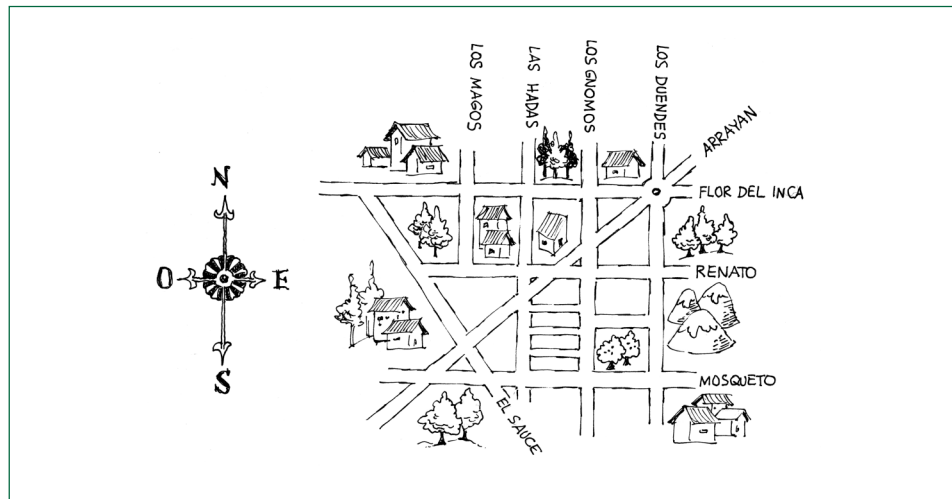 LOS MAGOS
LAS HADAS
LOS GNOMOS
LOS DUENDES
ARRAYAN
N
FLOR DEL INCA
O
E
RENATO
S
MOSQUETO
EL SAUCE